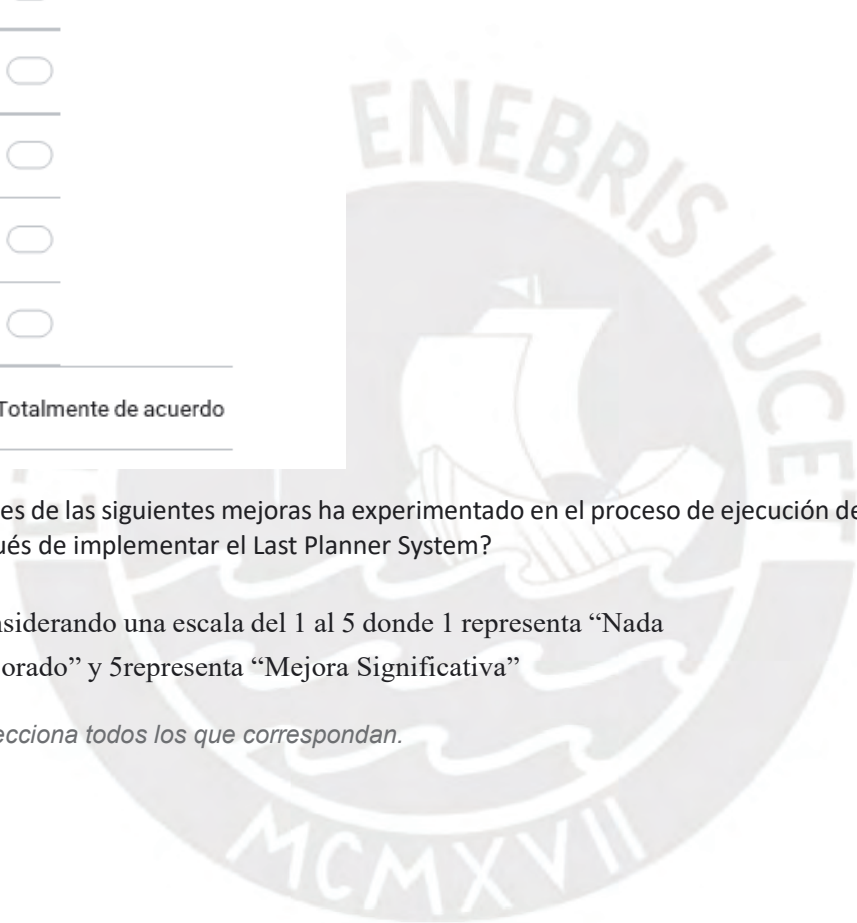 Totalmente de acuerdo
es de las siguientes mejoras ha experimentado en el proceso de ejecución de
ués de implementar el Last Planner System?
nsiderando una escala del 1 al 5 donde 1 representa “Nada
orado” y 5representa “Mejora Significativa”
ecciona todos los que correspondan.
ENEBRIS LUCET
MCMXVII